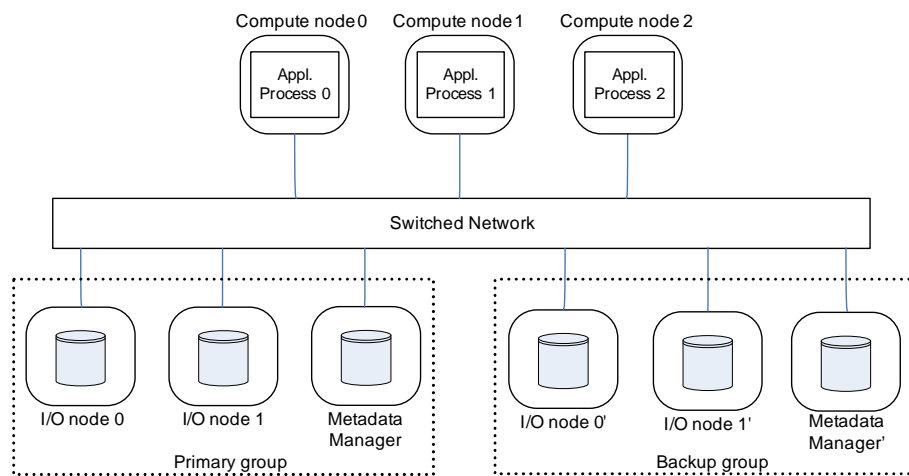 Compute node 0
Compute node 1
Compute node 2
Appl.
Process 0
Appl.
Process 1
Appl.
Process 2
Switched Network
I/O node 0
I/O node 1
Metadata
Manager
I/O node 0'
I/O node 1'
Metadata
Manager'
Primary group
Backup group